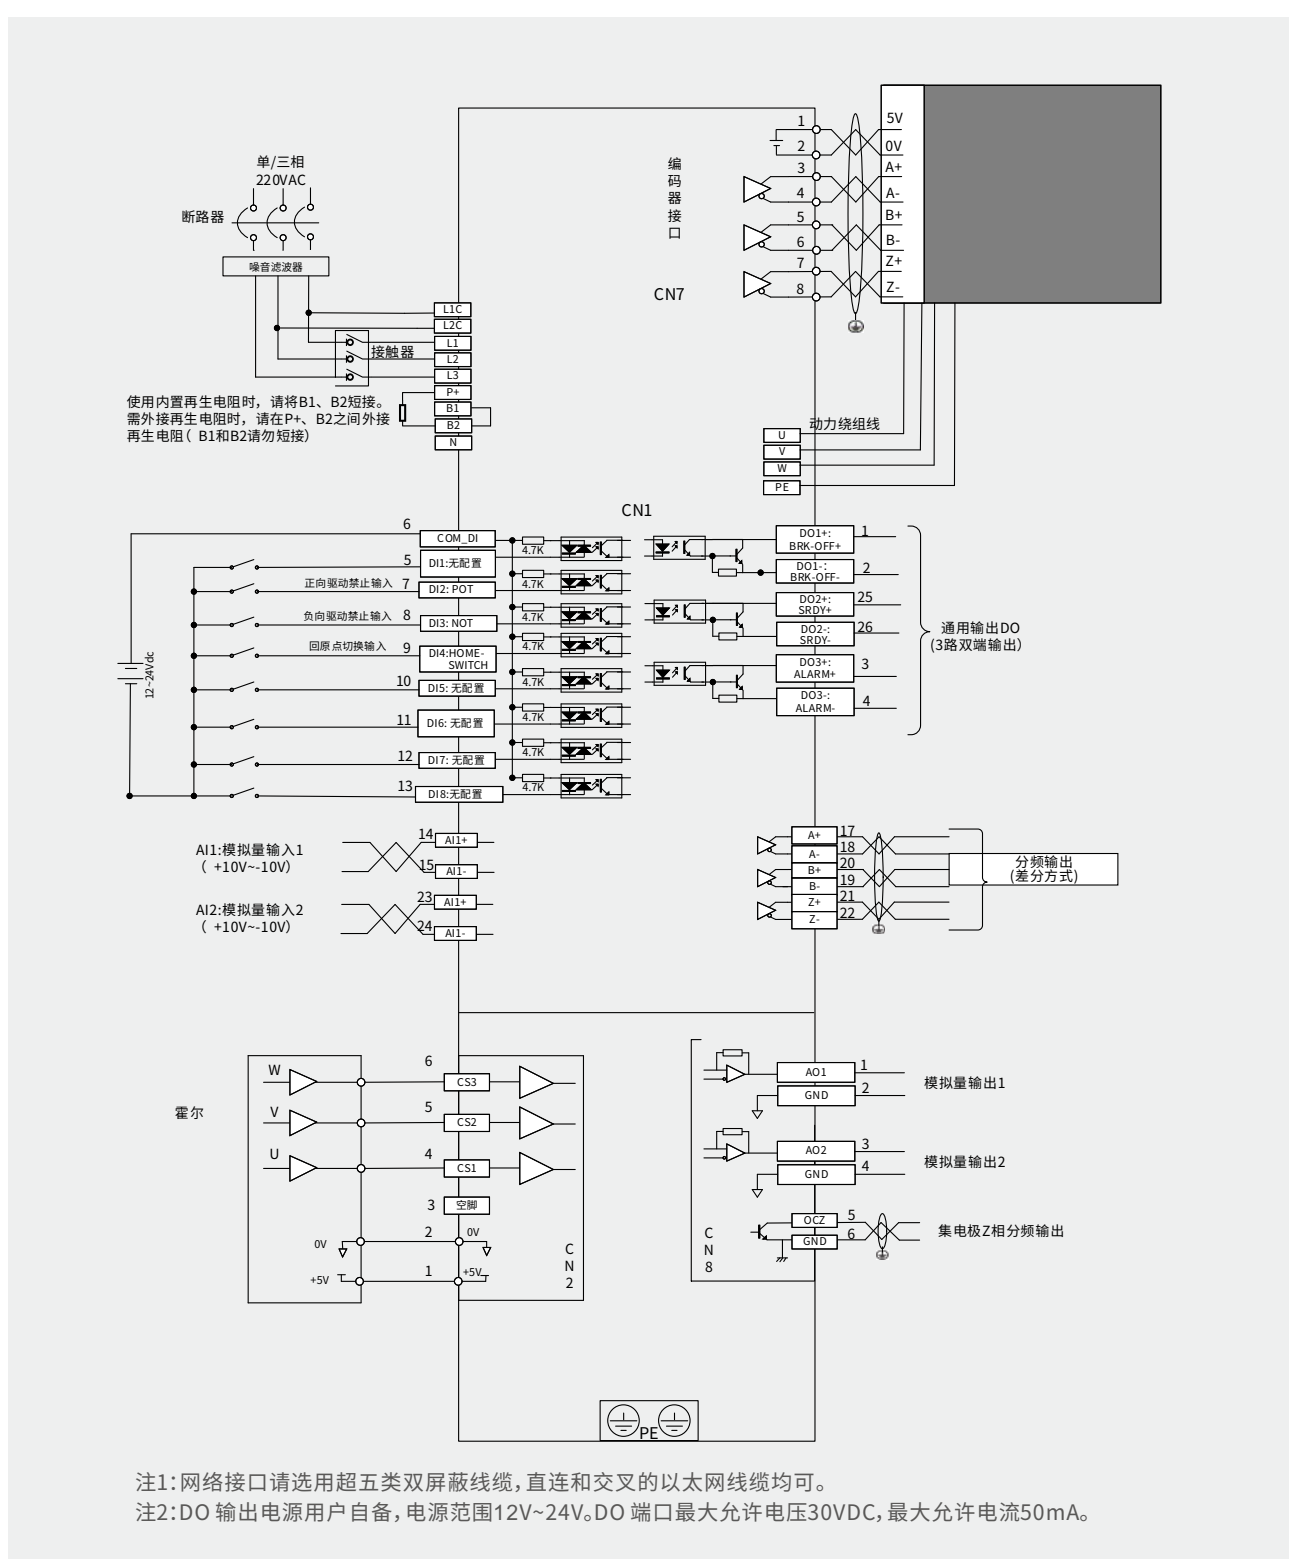 单/三相
220VAC
断路器
噪音滤波器
L1C
L2C
L1
L2
L3
P+
B1
B2
N
接触器
使用内置再生电阻时，请将B1、B2短接。
需外接再生电阻时，请在P+、B2之间外接
再生电阻（ B1和B2请勿短接）
编
码
器
接
口
CN7
1
2
3
4
5
6
7
8
5V
0V
A+
A-
B+
B-
Z+
Z-
动力绕组线
U
V
W
PE
CN1
12~24Vdc
6
COM_DI
5
DI1:无配置
正向驱动禁止输入 7
DI2: POT
负向驱动禁止输入 8
DI3: NOT
回原点切换输入 9
DI4:HOME-
SWITCH
10
DI5: 无配置
11
DI6: 无配置
12
DI7: 无配置
13
DI8:无配置
4.7K
4.7K
4.7K
4.7K
4.7K
4.7K
4.7K
4.7K
DO1+:
BRK-OFF+
1
DO1-:
BRK-OFF-
2
DO2+:
SRDY+
25
DO2-:
SRDY-
26
DO3+:
ALARM+
3
DO3-:
ALARM-
4
通用输出DO
(3路双端输出）
AI1:模拟量输入1
（ +10V~-10V）
14
AI1+
15
AI1-
AI2:模拟量输入2
（ +10V~-10V）
23
AI1+
24
AI1-
A+ 17
A- 18
B+ 20
B- 19
Z+ 21
Z- 22
分频输出
(差分方式)
霍尔
W
V
U
0V
+5V
6
CS3
5
CS2
4
CS1
3
空脚
2
0V
1
+5V
C
N
2
C
N
8
AO1
1
GND
2
模拟量输出1
AO2
3
GND
4
模拟量输出2
OCZ
5
GND
6
集电极Z相分频输出
PE
注1：网络接口请选用超五类双屏蔽线缆，直连和交叉的以太网线缆均可。
注2：DO 输出电源用户自备，电源范围12V~24V。DO 端口最大允许电压30VDC，最大允许电流50mA。